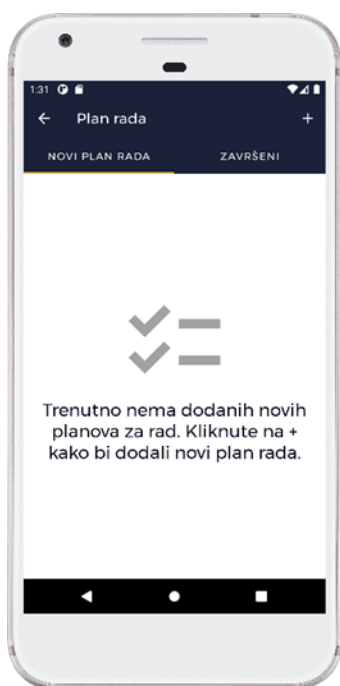 1:31
Plan rada
+
NOVI PLAN RADA ZAVRŠENI
Trenutno nema dodanih novih
planova za rad. Kliknute na +
kako bi dodali novi plan rada.